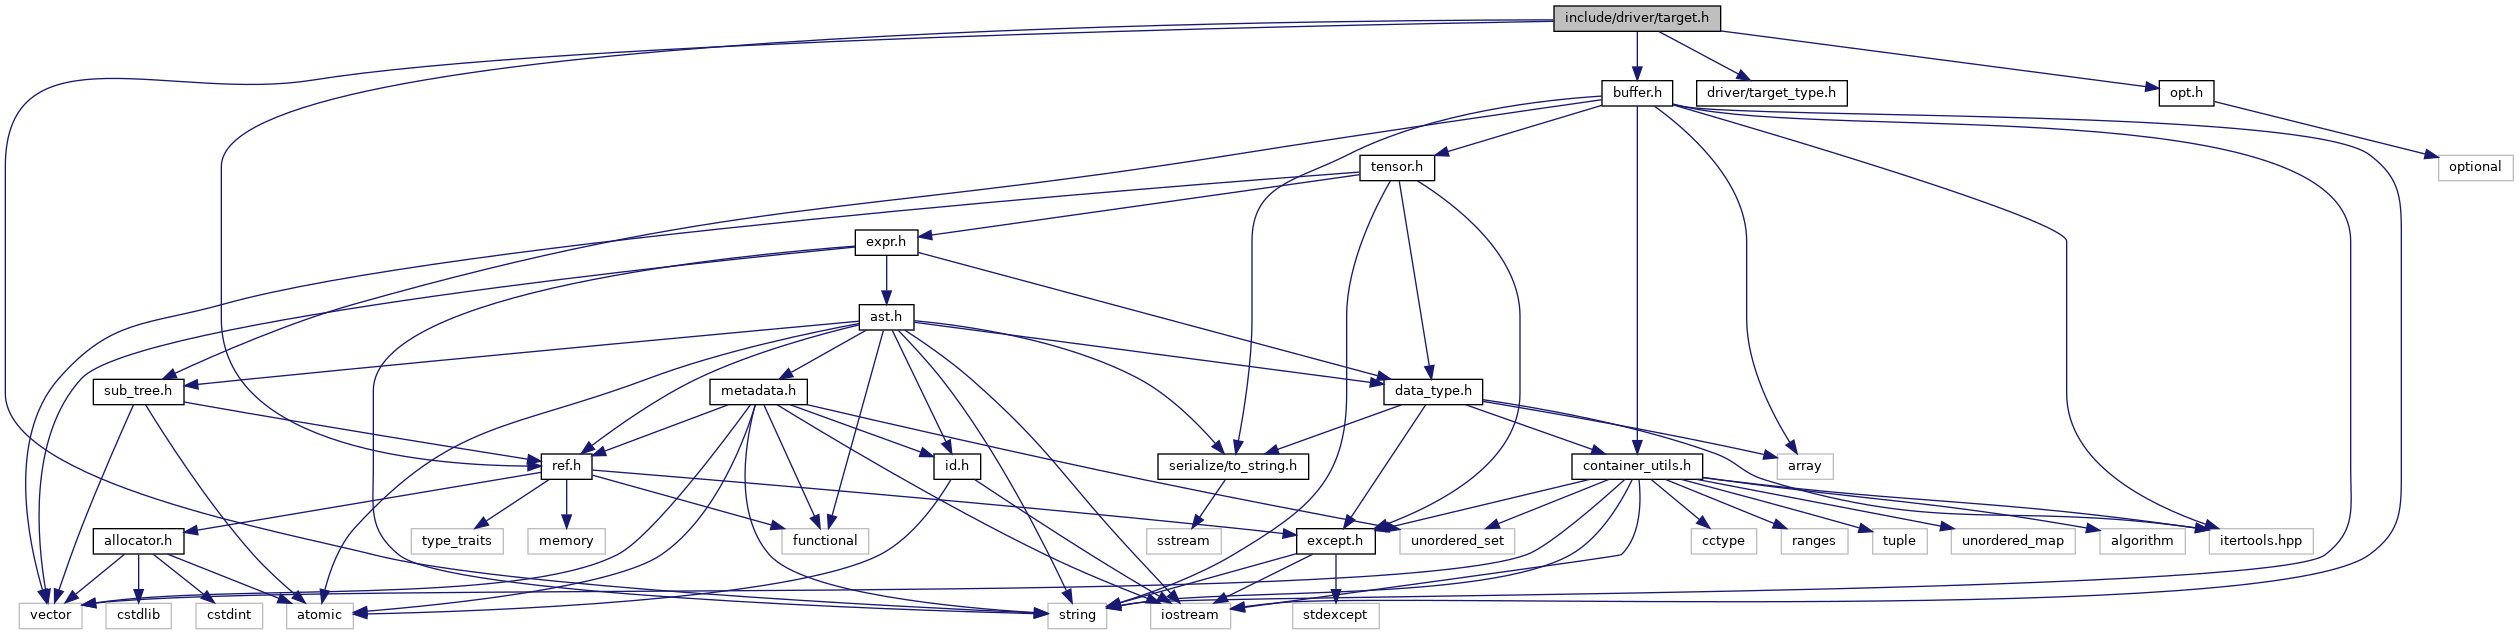 include/driver/target.h
buffer.h
driver/target_type.h
opt.h
tensor.h
optional
expr.h
ast.h
sub_tree.h
metadata.h
data_type.h
ref.h
id.h
serialize/to_string.h
container_utils.h
array
allocator.h
type_traits
memory
functional
sstream
except.h
unordered_set
cctype
ranges
tuple
unordered_map
algorithm
itertools.hpp
vector
cstdlib
cstdint
atomic
string
iostream
stdexcept